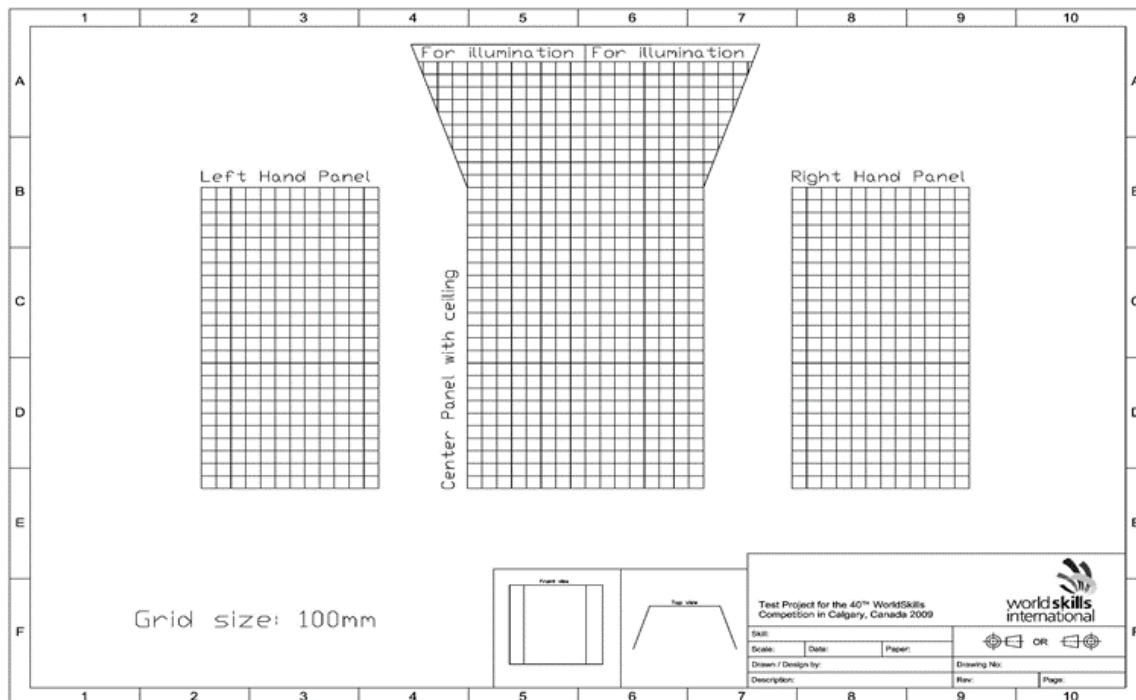 1 2 3 4 5 6 7 8 9 10
For illumination For illumination
A A
Left Hand Panel
Right Hand Panel
B B
Center Panel with ceiling
C C
D D
E E
Front view
Top view
Grid size: 100mm
F F
Test Project for the 40TH WorldSkills
Competition in Calgary, Canada 2009
world skills
international
Skill:
OR
Scale: Date: Paper:
Drawn / Design by: Drawing No:
Description: Rev: Page:
1 2 3 4 5 6 7 8 9 10